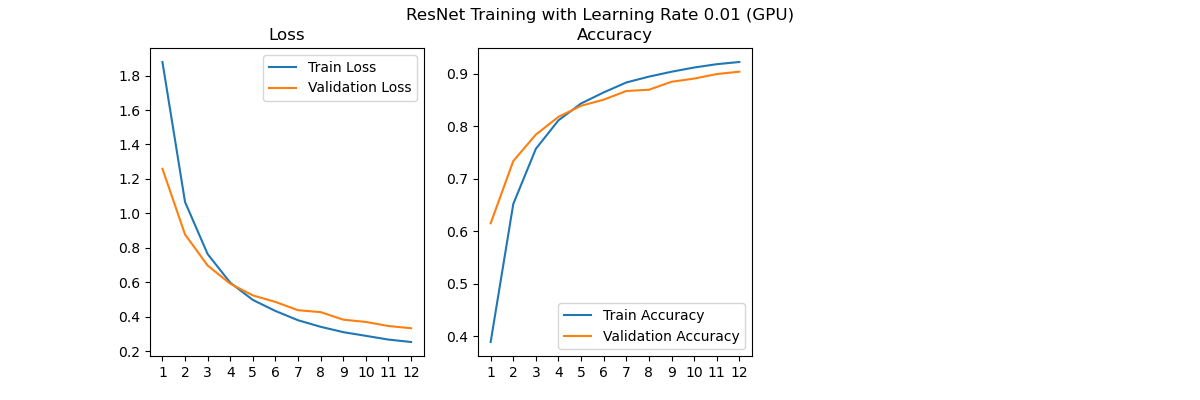 ResNet Training with Learning Rate 0.01 (GPU)
Loss
Train Loss
Validation Loss
1.8
1.6
1.4
1.2
1.0
0.8
0.6
0.4
0.2
1 2 3 4 5 6 7 8 9 10 11 12
Accuracy
0.9
0.8
0.7
0.6
0.5
0.4
Train Accuracy
Validation Accuracy
1 2 3 4 5 6 7 8 9 10 11 12